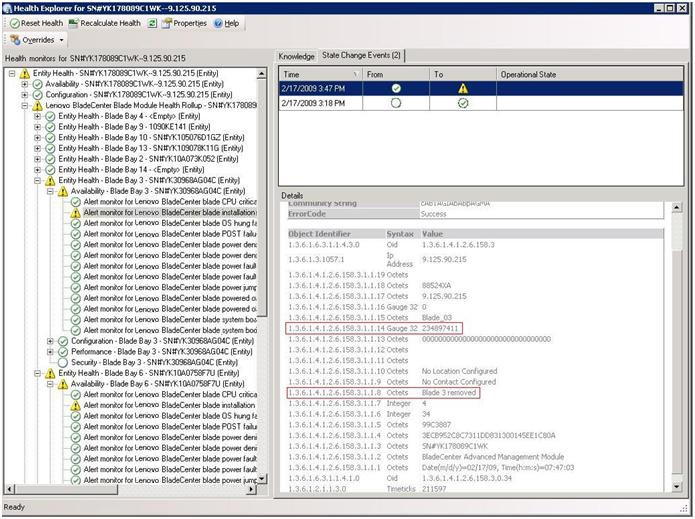 Health Explorer for SN#YK178089C1WK--9.125.90.215
Reset Health Recalculate Health Properties Help
Overrides
Health monitors for SN#YK178089C1WK--9.125.90.215
Entity Health - SN#YK178089C1WK--9.125.90.215 (Entity)
Availability - SN#YK178089C1WK--9.125.90.215 (Entity)
Configuration - SN#YK178089C1WK--9.125.90.215 (Entity)
Lenovo BladeCenter Blade Module Health Rollup - SN#YK178089
Entity Health - Blade Bay 4 - <Empty> (Entity)
Entity Health - Blade Bay 9 - 1090KE141 (Entity)
Entity Health - Blade Bay 10 - SN#YK105076D1GZ (Entity)
Entity Health - Blade Bay 13 - SN#109078K11G (Entity)
Entity Health - Blade Bay 2 - SN#YK10A073K052 (Entity)
Entity Health - Blade Bay 14 - <Empty> (Entity)
Entity Health - Blade Bay 3 - SN#YK30968AG04C (Entity)
Availability - Blade Bay 3 - SN#YK30968AG04C (Entity)
Alert monitor for Lenovo BladeCenter blade CPU critica
Alert monitor for Lenovo BladeCenter blade installation
Alert monitor for Lenovo BladeCenter blade OS hung fa
Alert monitor for Lenovo BladeCenter blade POST failur
Alert monitor for Lenovo BladeCenter blade power deni
Alert monitor for Lenovo BladeCenter blade power deni
Alert monitor for Lenovo BladeCenter blade power fault
Alert monitor for Lenovo BladeCenter blade power fault
Alert monitor for Lenovo BladeCenter blade power jump
Alert monitor for Lenovo BladeCenter blade powered o
Alert monitor for Lenovo BladeCenter blade powered o
Alert monitor for Lenovo BladeCenter blade system boa
Alert monitor for Lenovo BladeCenter blade system boo
Configuration - Blade Bay 3 - SN#YK30968AG04C (Entity)
Performance - Blade Bay 3 - SN#YK30968AG04C (Entity)
Security - Blade Bay 3 - SN#YK30968AG04C (Entity)
Entity Health - Blade Bay 6 - SN#YK10A0758F7U (Entity)
Availability - Blade Bay 6 - SN#YK10A0758F7U (Entity)
Alert monitor for Lenovo BladeCenter blade CPU critica
Alert monitor for Lenovo BladeCenter blade installation
Alert monitor for Lenovo BladeCenter blade OS hung fa
Alert monitor for Lenovo BladeCenter blade POST failur
Alert monitor for Lenovo BladeCenter blade power deni
Alert monitor for Lenovo BladeCenter blade power deni
Alert monitor for Lenovo BladeCenter blade power fault
Alert monitor for Lenovo BladeCenter blade power fault
Knowledge State Change Events (2)
Time From To Operational State
2/17/2009 3:47 PM
2/17/2009 3:18 PM
Details
Community String
ErrorCode Success
Object Identifier Syntax Value
1.3.6.1.6.3.1.1.4.3.0 Oid 1.3.6.1.4.1.2.6.158.3
1.3.6.1.3.1057.1 Ip Address 9.125.90.215
1.3.6.1.4.1.2.6.158.3.1.1.19 Octets
1.3.6.1.4.1.2.6.158.3.1.1.18 Octets 88524XA
1.3.6.1.4.1.2.6.158.3.1.1.17 Octets 9.125.90.215
1.3.6.1.4.1.2.6.158.3.1.1.16 Gauge 32 0
1.3.6.1.4.1.2.6.158.3.1.1.15 Octets Blade_03
1.3.6.1.4.1.2.6.158.3.1.1.14 Gauge 32 234897411
1.3.6.1.4.1.2.6.158.3.1.1.13 Octets 00000000000000000000000000000000
1.3.6.1.4.1.2.6.158.3.1.1.12 Octets
1.3.6.1.4.1.2.6.158.3.1.1.11 Octets
1.3.6.1.4.1.2.6.158.3.1.1.10 Octets No Location Configured
1.3.6.1.4.1.2.6.158.3.1.1.9 Octets No Contact Configured
1.3.6.1.4.1.2.6.158.3.1.1.8 Octets Blade 3 removed
1.3.6.1.4.1.2.6.158.3.1.1.7 Integer 4
1.3.6.1.4.1.2.6.158.3.1.1.6 Integer 34
1.3.6.1.4.1.2.6.158.3.1.1.5 Octets 99C3887
1.3.6.1.4.1.2.6.158.3.1.1.4 Octets 3ECB952C8C7311DD831300145EE1C80A
1.3.6.1.4.1.2.6.158.3.1.1.3 Octets SN#YK178089C1WK
1.3.6.1.4.1.2.6.158.3.1.1.2 Octets BladeCenter Advanced Management Module
1.3.6.1.4.1.2.6.158.3.1.1.1 Octets Date(m/d/y)=02/17/09, Time(h:m:s)=07:47:03
1.3.6.1.6.3.1.1.4.1.0 Oid 1.3.6.1.4.1.2.6.158.3.0.34
1.3.6.1.2.1.1.3.0 Timeticks 211597
Ready